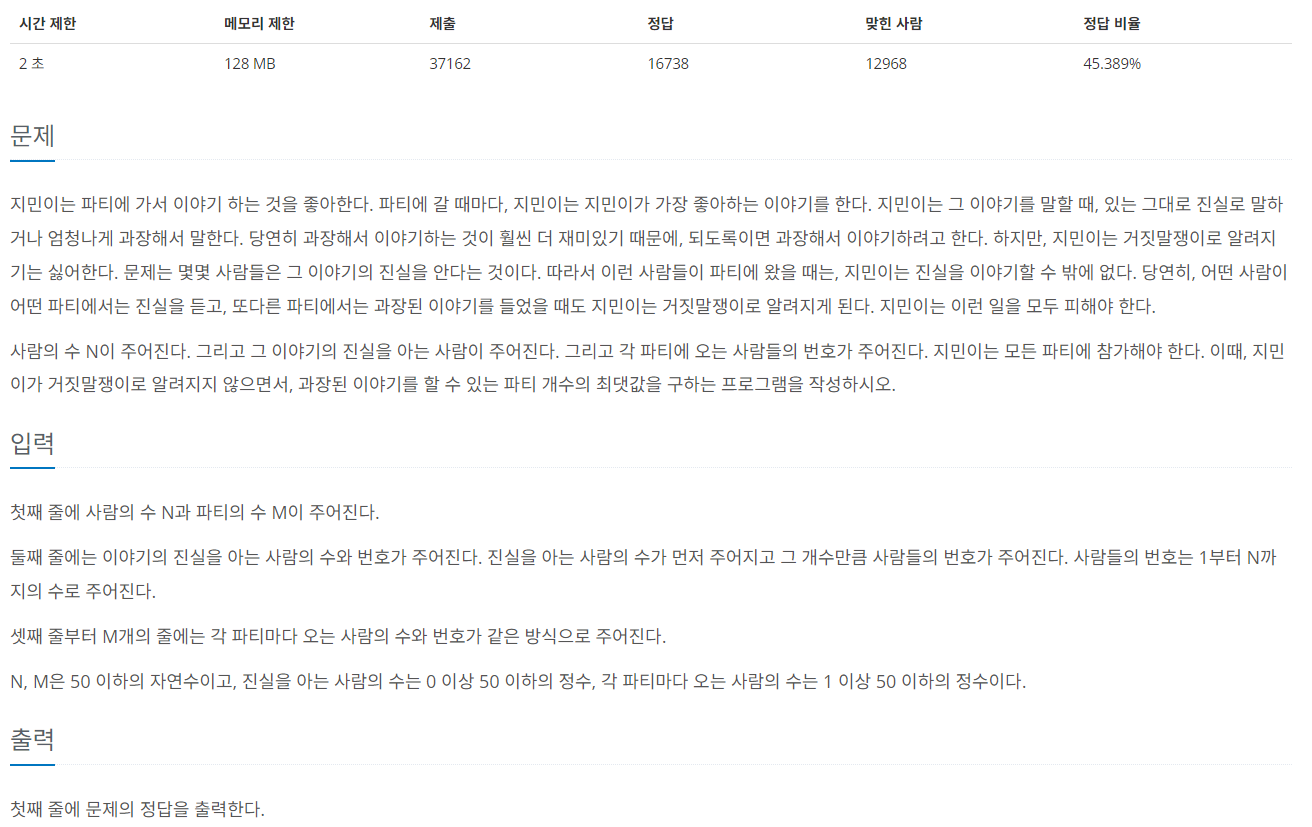 시간 제한 메모리 제한 제출 정답 맞힌 사람 정답 비율
2 초 128 MB 37162 16738 12968 45.389%
문제
지민이는 파티에 가서 이야기 하는 것을 좋아한다. 파티에 갈 때마다, 지민이는 지민이가 가장 좋아하는 이야기를 한다. 지민이는 그 이야기를 말할 때, 있는 그대로 진실로 말하
거나 엄청나게 과장해서 말한다. 당연히 과장해서 이야기하는 것이 훨씬 더 재미있기 때문에, 되도록이면 과장해서 이야기하려고 한다. 하지만, 지민이는 거짓말쟁이로 알려지
기는 싫어한다. 문제는 몇몇 사람들은 그 이야기의 진실을 안다는 것이다. 따라서 이런 사람들이 파티에 왔을 때는, 지민이는 진실을 이야기할 수 밖에 없다. 당연히, 어떤 사람이
어떤 파티에서는 진실을 듣고, 또다른 파티에서는 과장된 이야기를 들었을 때도 지민이는 거짓말쟁이로 알려지게 된다. 지민이는 이런 일을 모두 피해야 한다.
사람의 수 N이 주어진다. 그리고 그 이야기의 진실을 아는 사람이 주어진다. 그리고 각 파티에 오는 사람들의 번호가 주어진다. 지민이는 모든 파티에 참가해야 한다. 이때, 지민
이가 거짓말쟁이로 알려지지 않으면서, 과장된 이야기를 할 수 있는 파티 개수의 최댓값을 구하는 프로그램을 작성하시오.
입력
첫째 줄에 사람의 수 N과 파티의 수 M이 주어진다.
둘째 줄에는 이야기의 진실을 아는 사람의 수와 번호가 주어진다. 진실을 아는 사람의 수가 먼저 주어지고 그 개수만큼 사람들의 번호가 주어진다. 사람들의 번호는 1부터 N까
지의 수로 주어진다.
셋째 줄부터 M개의 줄에는 각 파티마다 오는 사람의 수와 번호가 같은 방식으로 주어진다.
N, M은 50 이하의 자연수이고, 진실을 아는 사람의 수는 0 이상 50 이하의 정수, 각 파티마다 오는 사람의 수는 1 이상 50 이하의 정수이다.
출력
첫째 줄에 문제의 정답을 출력한다.